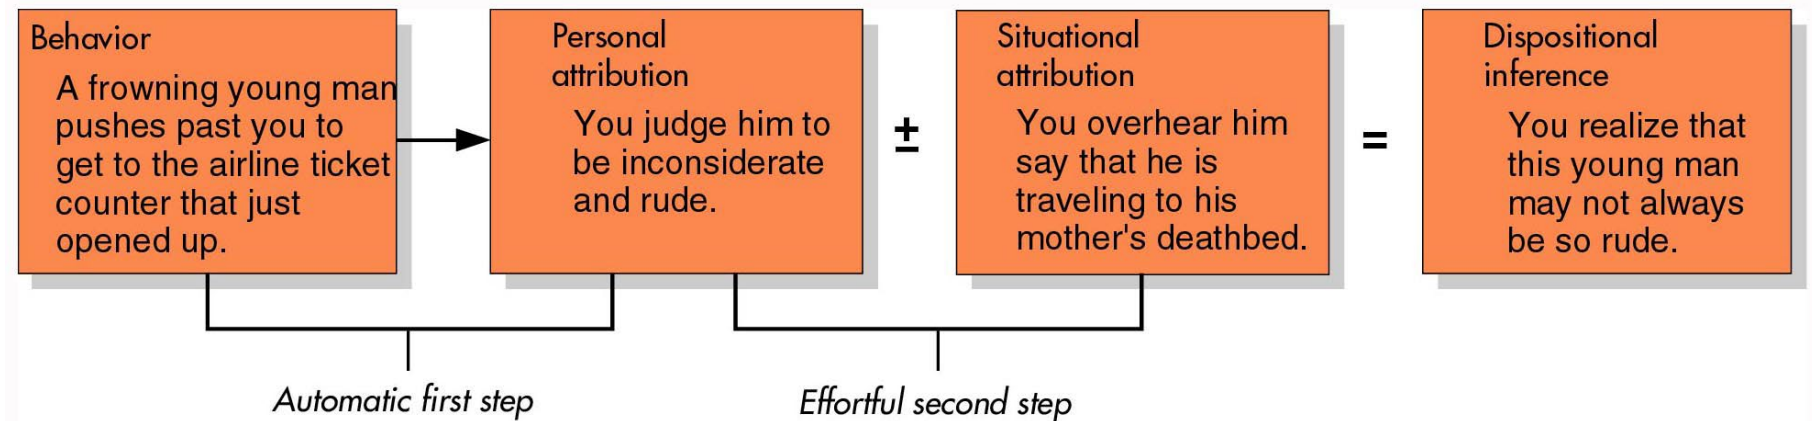 Behavior
A frowning young man
pushes past you to
get to the airline ticket
counter that just
opened up.
Personal
attribution
You judge him to
be inconsiderate
and rude.
±
Situational
attribution
You overhear him
say that he is
traveling to his
mother's deathbed.
=
Dispositional
inference
You realize that
this young man
may not always
be so rude.
Automatic first step
Effortful second step